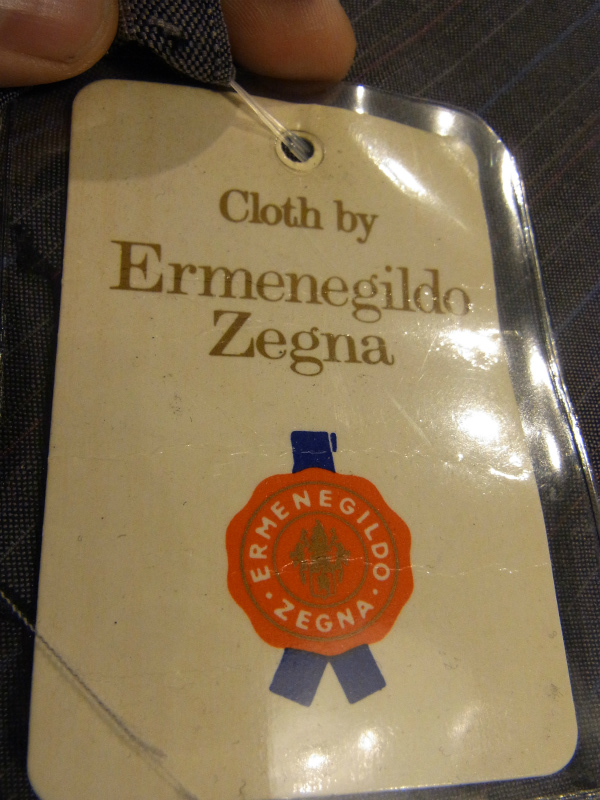 Cloth by
Ermenegildo
Zegna
ERMENEGILDO
· ZEGNA ·